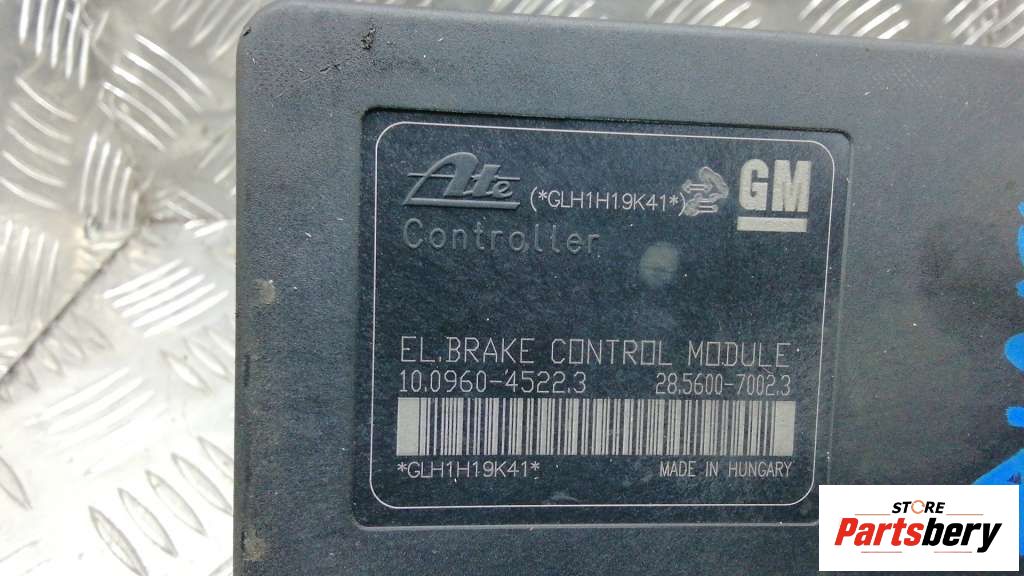 Ate (*GLH1H19K41*) GM
Controller
EL.BRAKE CONTROL MODULE
10.0960-4522.3 28.5600-7002.3
*GLH1H19K41* MADE IN HUNGARY
STORE
Partsbery